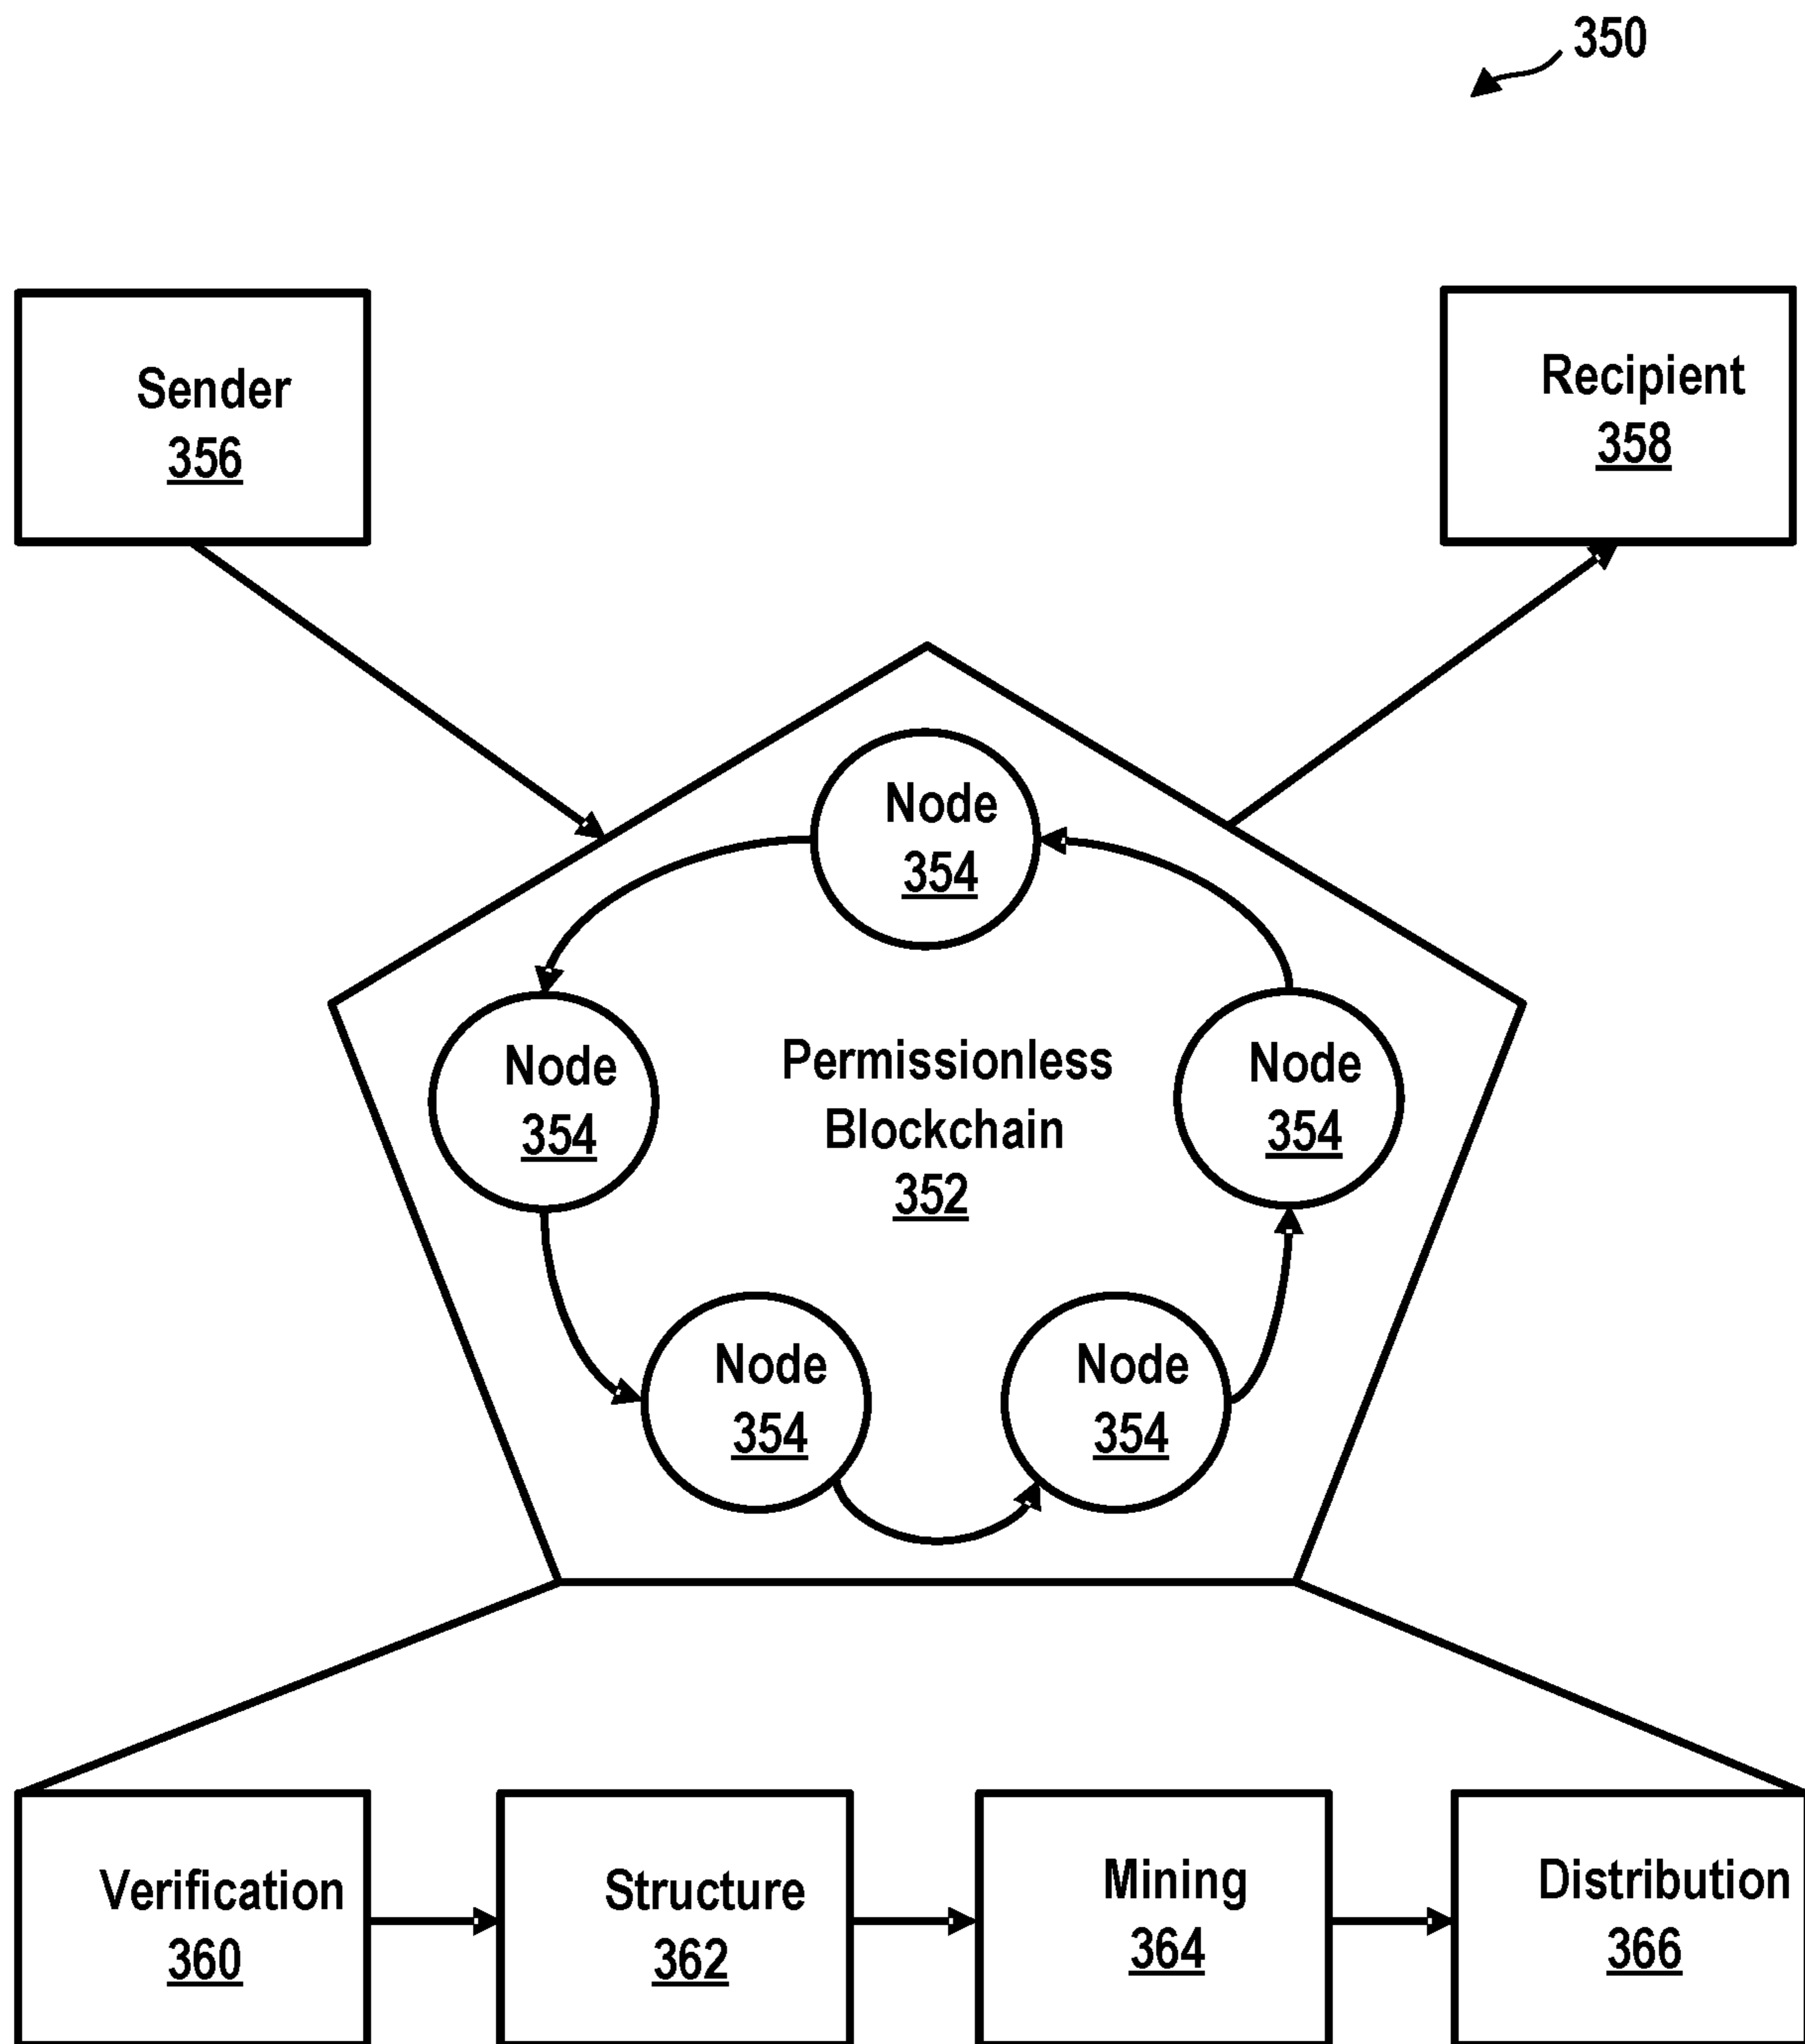 350
Sender
356
Recipient
358
Node
354
Node
354
Permissionless
Blockchain
352
Node
354
Node
354
Node
354
Verification
360
Structure
362
Mining
364
Distribution
366